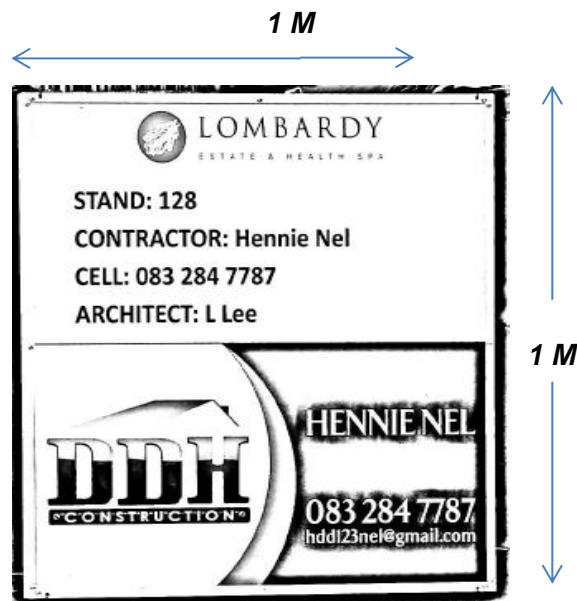 1 M
LOMBARDY
ESTATE & HEALTH SPA
STAND: 128
CONTRACTOR: Hennie Nel
CELL: 083 284 7787
ARCHITECT: L Lee
1 M
DDH
CONSTRUCTION
HENNIE NEL
083 284 7787
hdd123nel@gmail.com